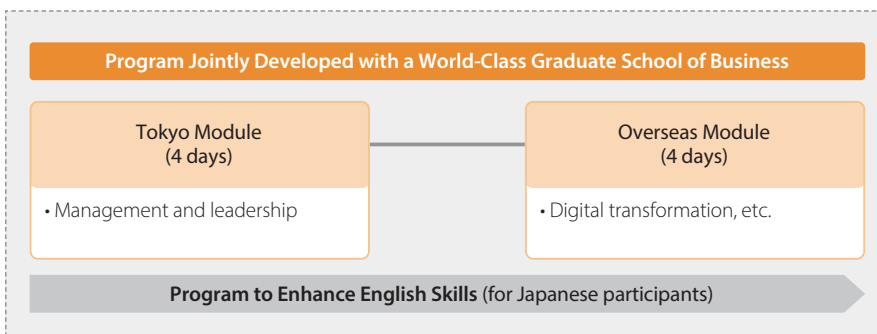 Program Jointly Developed with a World-Class Graduate School of Business
Tokyo Module
(4 days)
• Management and leadership
Overseas Module
(4 days)
• Digital transformation, etc.
Program to Enhance English Skills (for Japanese participants)